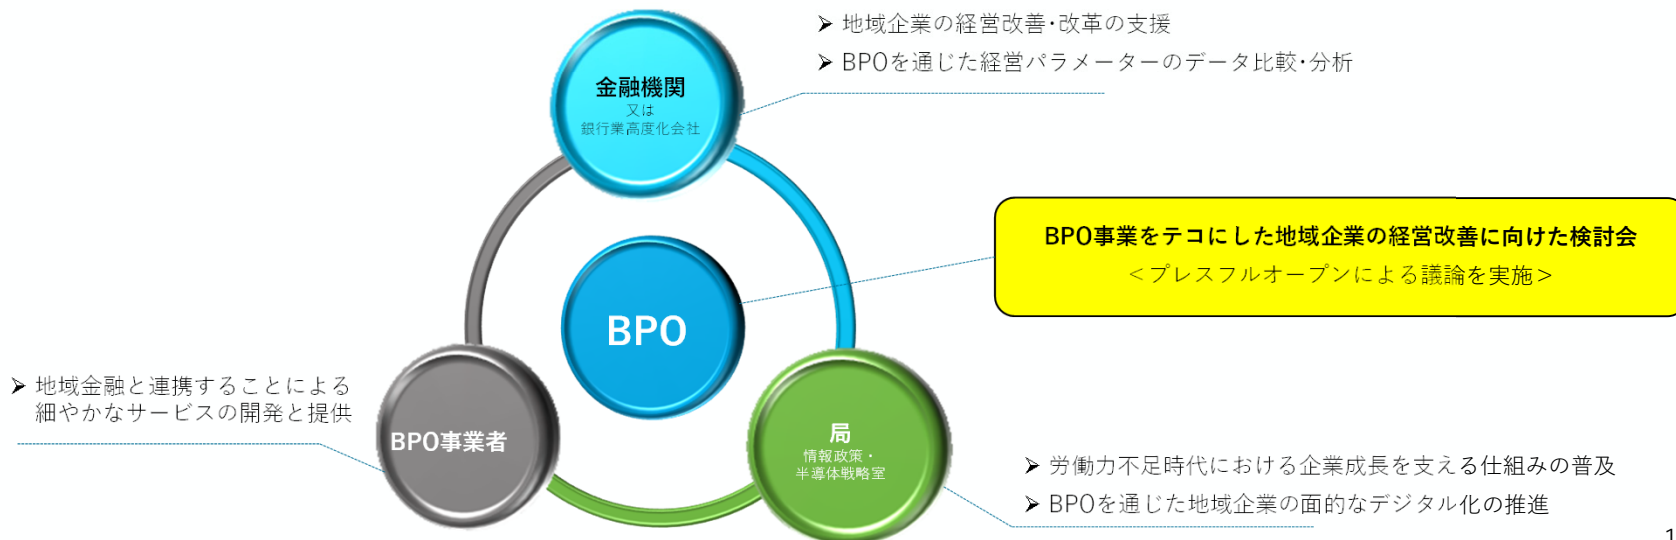 ➤ 地域企業の経営改善・改革の支援
➤ BPOを通じた経営パラメーターのデータ比較・分析
金融機関
又は
銀行業高度化会社
BPO事業をテコにした地域企業の経営改善に向けた検討会
＜プレスフルオープンによる議論を実施＞
BPO
➤ 地域金融と連携することによる
細やかなサービスの開発と提供
BPO事業者
局
情報政策・
半導体戦略室
➤ 労働力不足時代における企業成長を支える仕組みの普及
➤ BPOを通じた地域企業の面的なデジタル化の推進
1